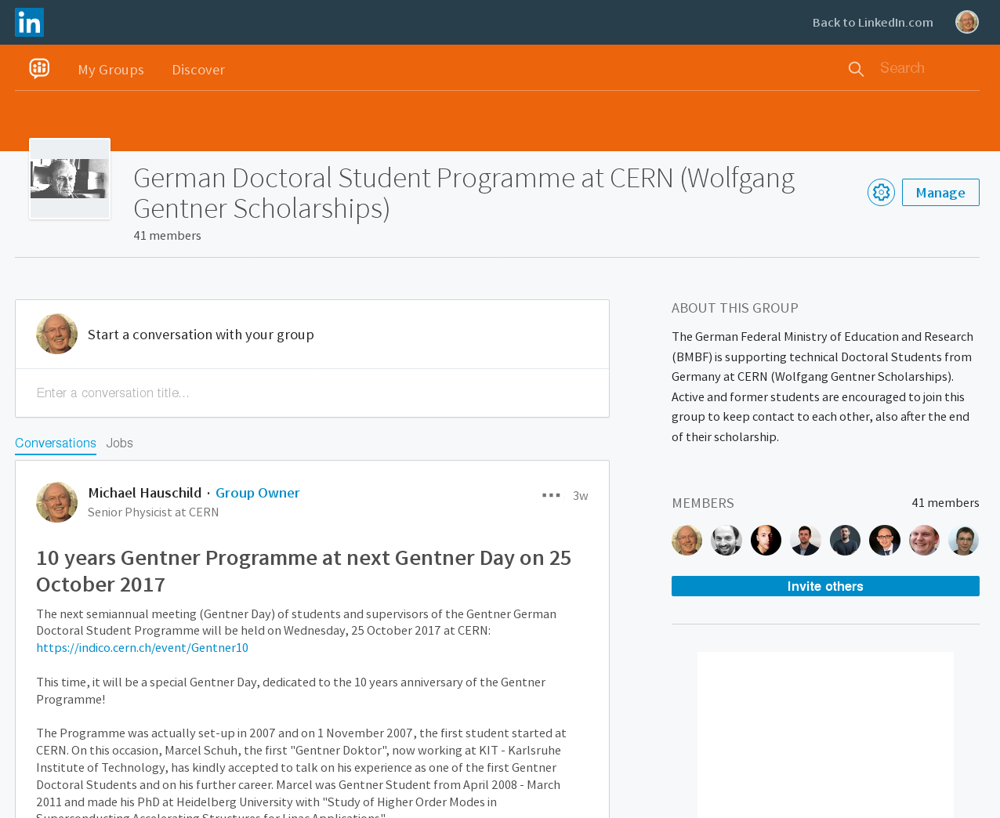 in
Back to LinkedIn.com
My Groups
Discover
Search
German Doctoral Student Programme at CERN (Wolfgang
Gentner Scholarships)
41 members
Manage
Start a conversation with your group
Enter a conversation title...
Conversations
Jobs
Michael Hauschild · Group Owner
3w
Senior Physicist at CERN
10 years Gentner Programme at next Gentner Day on 25
October 2017
The next semiannual meeting (Gentner Day) of students and supervisors of the Gentner German
Doctoral Student Programme will be held on Wednesday, 25 October 2017 at CERN:
https://indico.cern.ch/event/Gentner10
This time, it will be a special Gentner Day, dedicated to the 10 years anniversary of the Gentner
Programme!
The Programme was actually set-up in 2007 and on 1 November 2007, the first student started at
CERN. On this occasion, Marcel Schuh, the first "Gentner Doktor", now working at KIT - Karlsruhe
Institute of Technology, has kindly accepted to talk on his experience as one of the first Gentner
Doctoral Students and on his further career. Marcel was Gentner Student from April 2008 - March
2011 and made his PhD at Heidelberg University with "Study of Higher Order Modes in
Superconducting Accelerating Structures for Linac Applications".
ABOUT THIS GROUP
The German Federal Ministry of Education and Research
(BMBF) is supporting technical Doctoral Students from
Germany at CERN (Wolfgang Gentner Scholarships).
Active and former students are encouraged to join this
group to keep contact to each other, also after the end
of their scholarship.
MEMBERS
41 members
Invite others